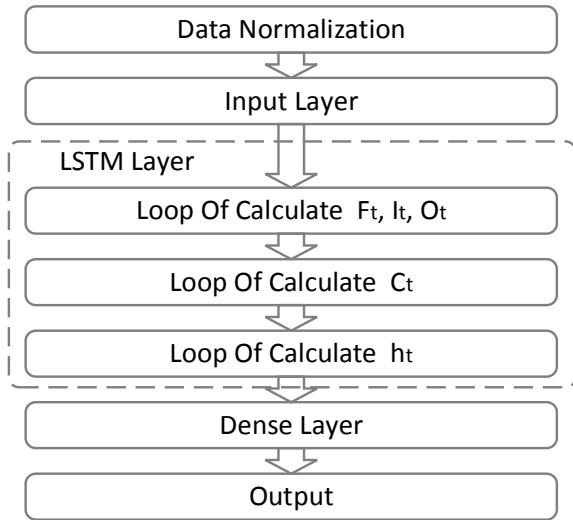 Data Normalization
Input Layer
LSTM Layer
Loop Of Calculate Ft, It, Ot
Loop Of Calculate Ct
Loop Of Calculate ht
Dense Layer
Output